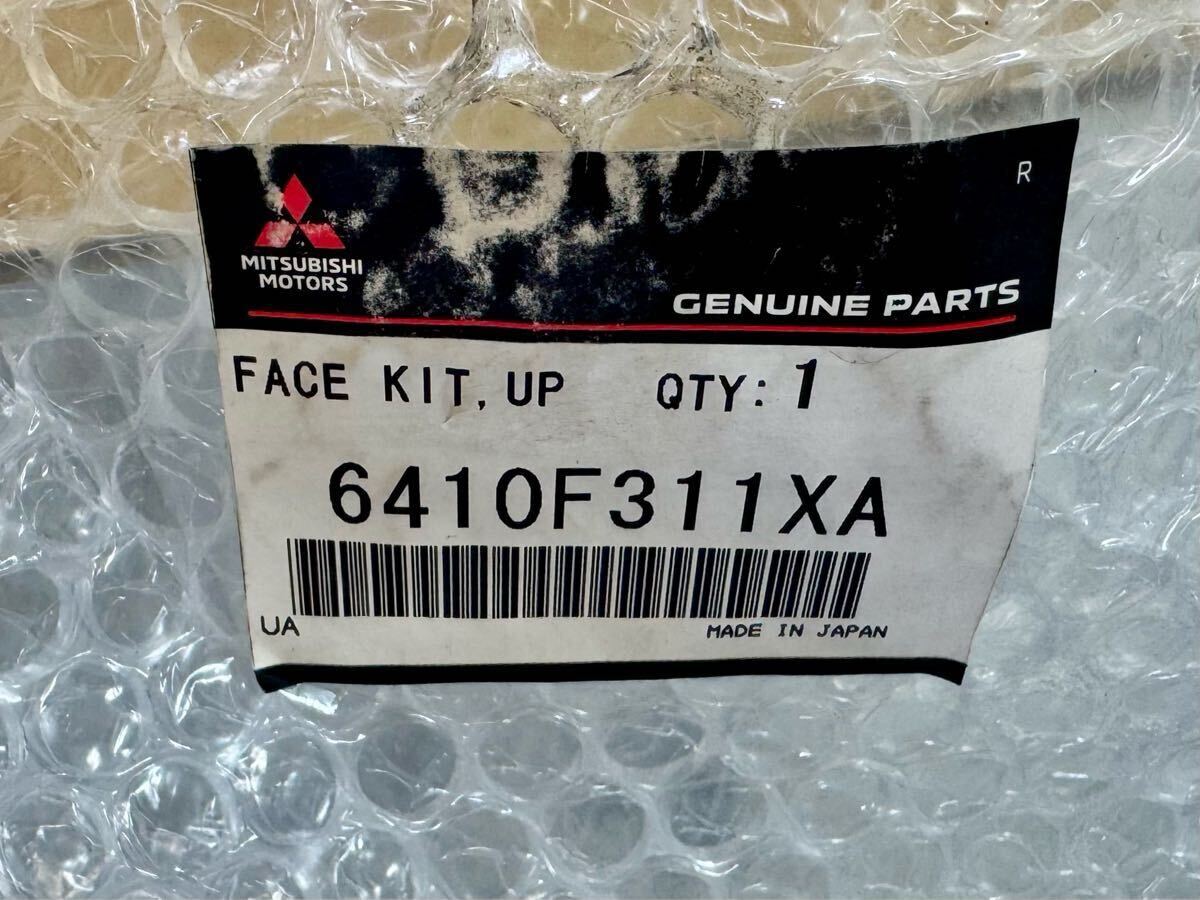 R
MITSUBISHI
MOTORS
GENUINE PARTS
FACE KIT, UP QTY: 1
6410F311XA
UA
MADE IN JAPAN